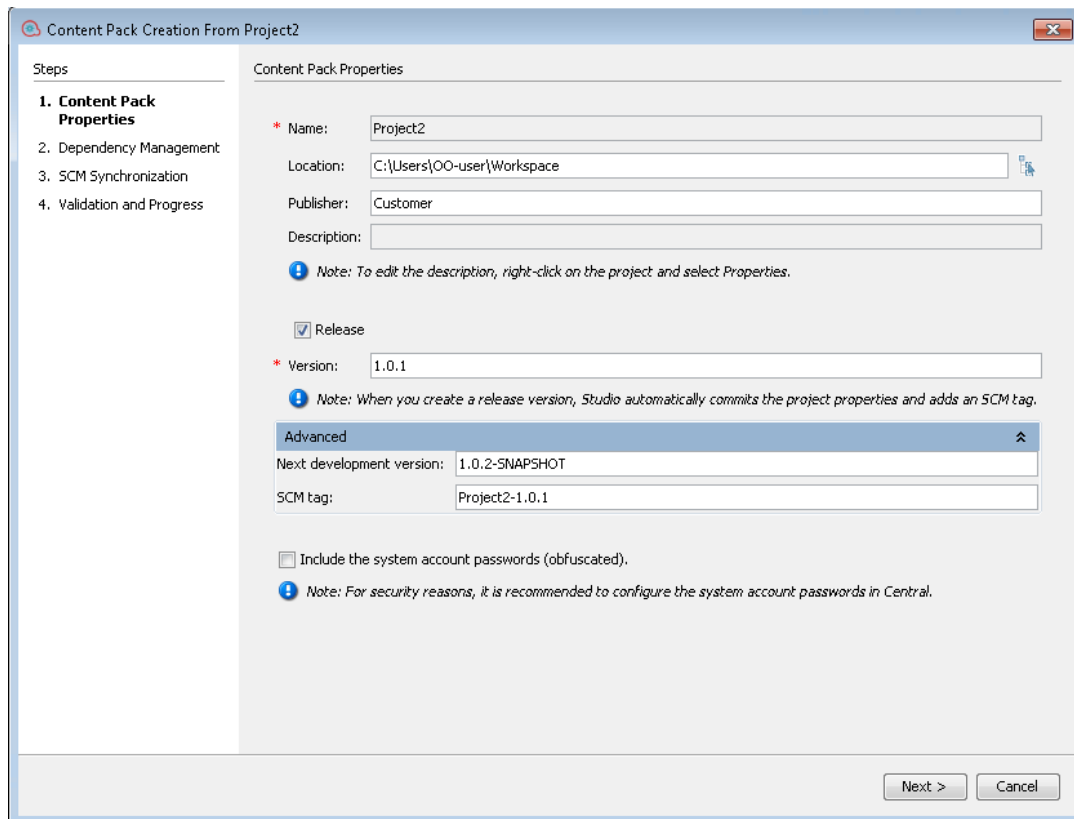 Content Pack Creation From Project2
Steps
1. Content Pack
Properties
2. Dependency Management
3. SCM Synchronization
4. Validation and Progress
Content Pack Properties
* Name: Project2
Location: C:\Users\OO-user\Workspace
Publisher: Customer
Description:
Note: To edit the description, right-click on the project and select Properties.
Release
* Version: 1.0.1
Note: When you create a release version, Studio automatically commits the project properties and adds an SCM tag.
Advanced
Next development version: 1.0.2-SNAPSHOT
SCM tag: Project2-1.0.1
Include the system account passwords (obfuscated).
Note: For security reasons, it is recommended to configure the system account passwords in Central.
Next > Cancel